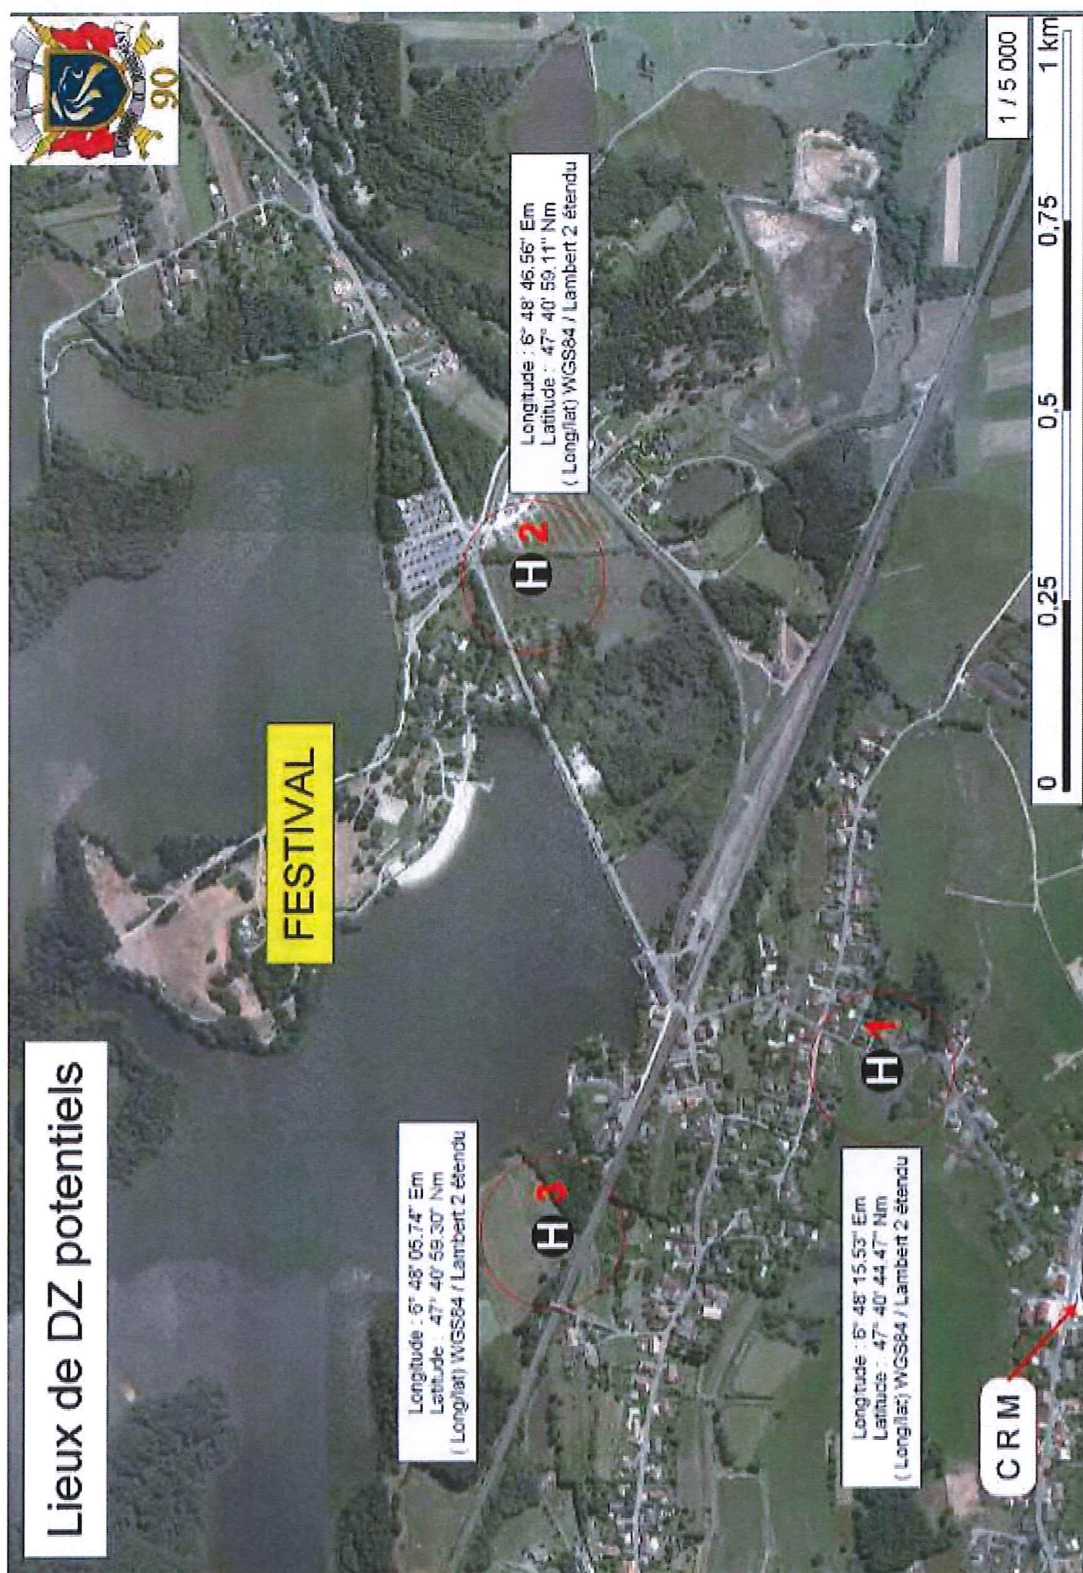 Lieux de DZ potentiels
90
FESTIVAL
Longitude : 6° 48' 46.56" Em
Latitude : 47° 40' 59.11" Nm
( Long/lat) WGS84 / Lambert 2 étendu
H 2
Longitude : 6° 48' 05.74" Em
Latitude : 47° 40' 59.30" Nm
( Long/lat) WGS84 / Lambert 2 étendu
H 3
Longitude : 6° 48' 15.53" Em
Latitude : 47° 40' 44.47" Nm
( Long/lat) WGS84 / Lambert 2 étendu
H 1
C R M
1 / 5 000
0 0,25 0,5 0,75 1 km